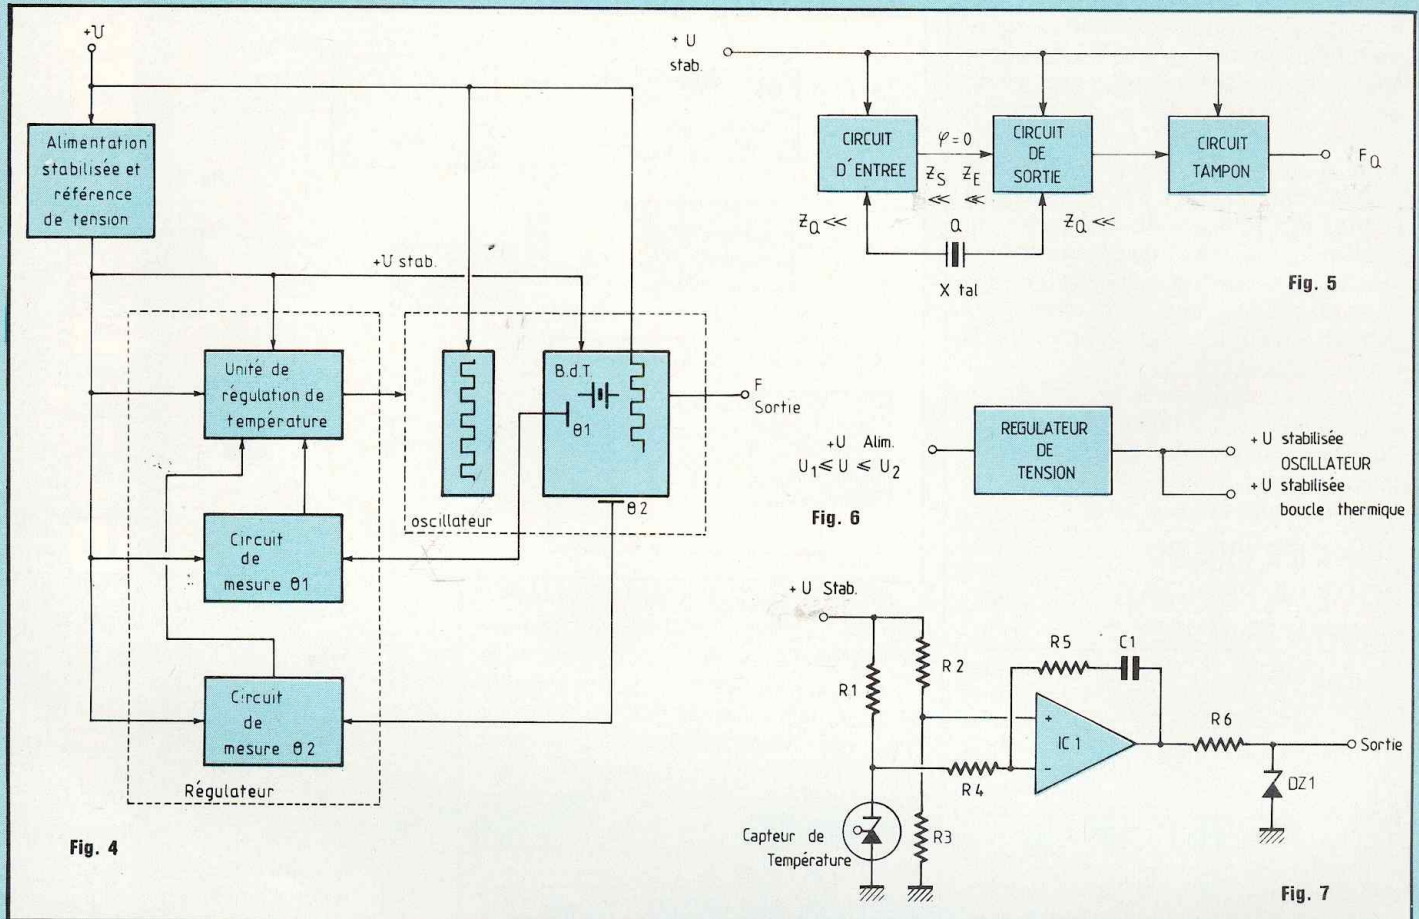 +U
Alimentation
stabilisée et
référence
de tension
+U stab.
Unité de
régulation de
température
B.d.T.
θ1
F
Sortie
θ2
oscillateur
Circuit
de
mesure θ1
Circuit
de
mesure θ2
Régulateur
Fig. 4
+ U
stab.
CIRCUIT
D'ENTREE
φ=0
Z_S Z_E
<< <<<
CIRCUIT
DE
SORTIE
CIRCUIT
TAMPON
F_Q
Z_Q <<
Q
Z_Q <<
X tal
Fig. 5
+U Alim.
U₁ ⩽ U ⩽ U₂
REGULATEUR
DE
TENSION
+ U stabilisée
OSCILLATEUR
+ U stabilisée
boucle thermique
Fig. 6
+ U Stab.
R1
R2
R5
C1
+
IC 1
-
R6
Sortie
R4
DZ1
R3
Capteur de
Température
Fig. 7